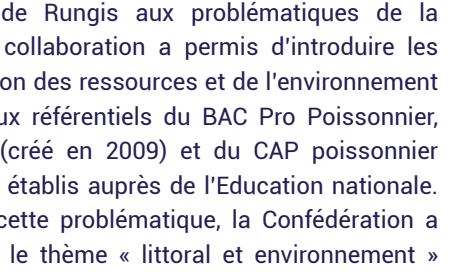 de Rungis aux problématiques de la
collaboration a permis d'introduire les
ion des ressources et de l'environnement
ux référentiels du BAC Pro Poissonnier,
(créé en 2009) et du CAP poissonnier
établis auprès de l'Education nationale.
cette problématique, la Confédération a
le thème « littoral et environnement »